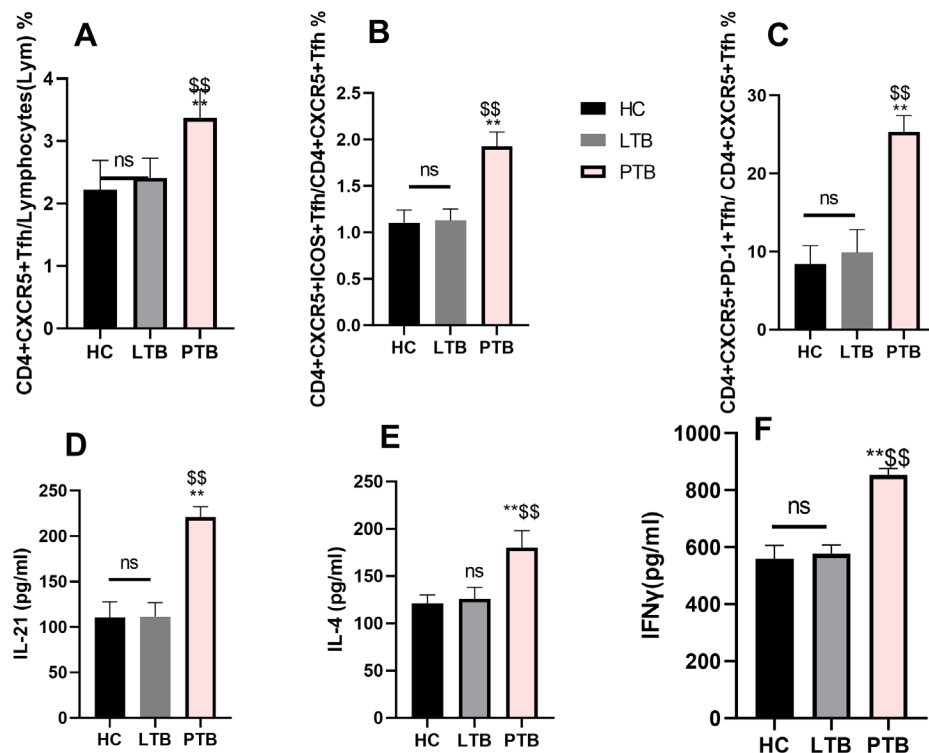 A
CD4+CXCR5+Tfh/Lymphocytes(Lym) %
4
3
2
1
0
ns
$$
**
HC
LTB
PTB
B
CD4+CXCR5+ICOS+Tfh/CD4+CXCR5+Tfh %
2.5
2.0
1.5
1.0
0.5
0.0
ns
$$
**
HC
LTB
PTB
HC
LTB
PTB
C
CD4+CXCR5+PD-1+Tfh/ CD4+CXCR5+Tfh %
30
20
10
0
ns
$$
**
HC
LTB
PTB
D
IL-21 (pg/ml)
250
200
150
100
50
0
ns
$$
**
HC
LTB
PTB
E
IL-4 (pg/ml)
250
200
150
100
50
0
ns
**$$
HC
LTB
PTB
F
IFNγ(pg/ml)
1000
800
600
400
200
0
ns
**$$
HC
LTB
PTB